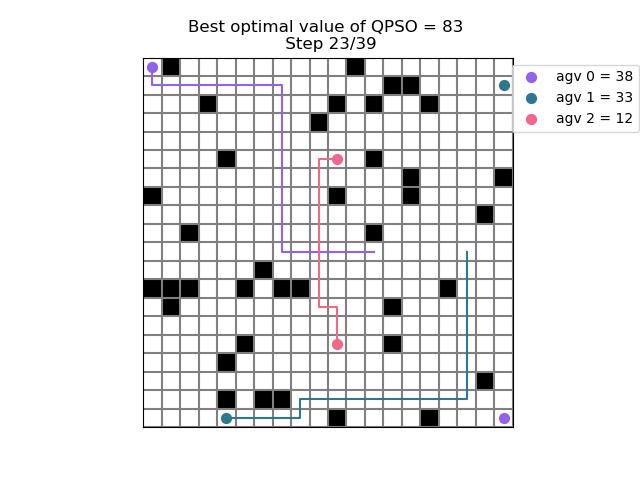 Best optimal value of QPSO = 83
Step 23/39
agv 0 = 38
agv 1 = 33
agv 2 = 12